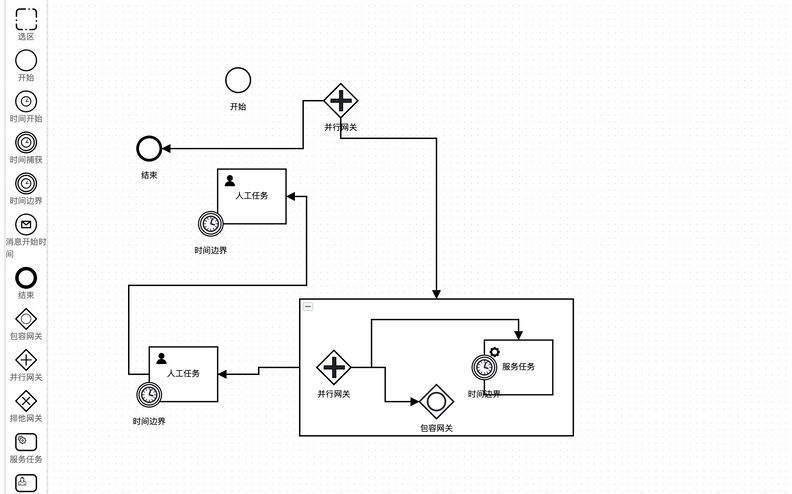 选区
开始
时间开始
时间捕获
时间边界
消息开始时
间
结束
包容网关
并行网关
排他网关
服务任务
开始
并行网关
结束
人工任务
时间边界
人工任务
时间边界
并行网关
服务任务
时间边界
包容网关